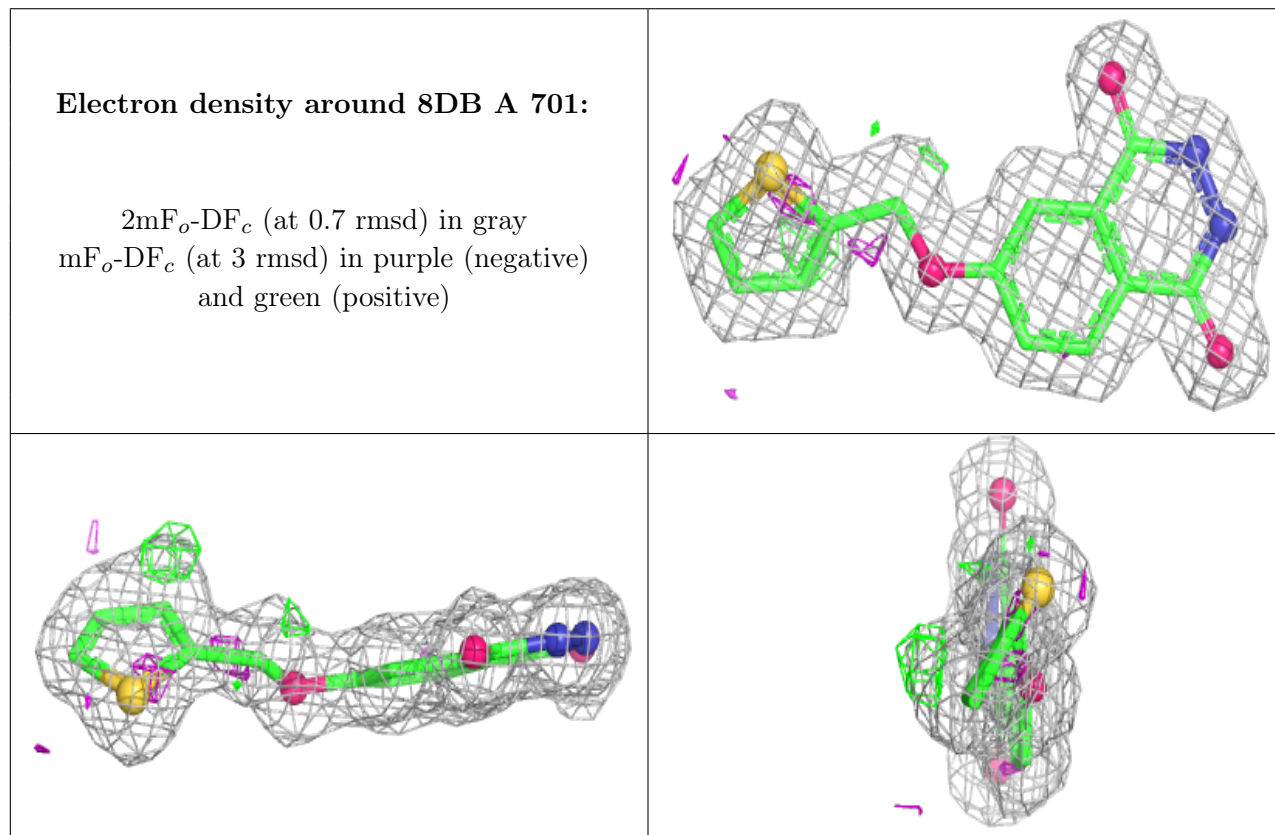 Electron density around 8DB A 701:
2mFo-DFc (at 0.7 rmsd) in gray
mFo-DFc (at 3 rmsd) in purple (negative)
and green (positive)